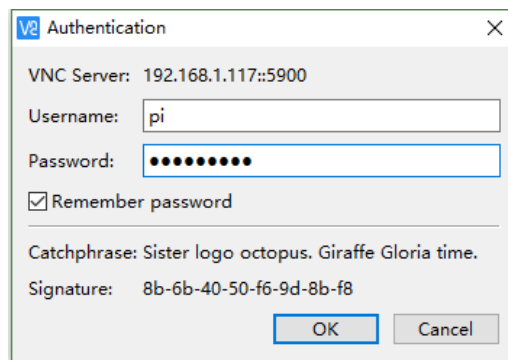 Authentication
VNC Server: 192.168.1.117::5900
Username: pi
Password: ●●●●●●●●●
Remember password
Catchphrase: Sister logo octopus. Giraffe Gloria time.
Signature: 8b-6b-40-50-f6-9d-8b-f8
OK Cancel